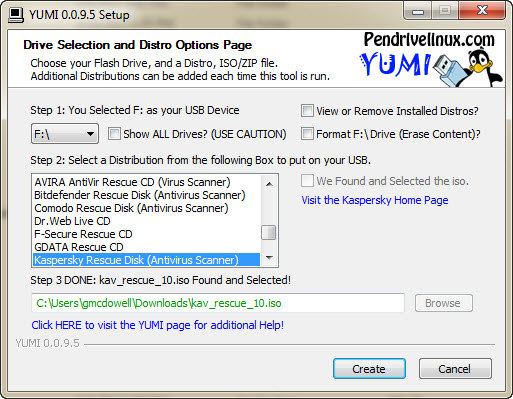 YUMI 0.0.9.5 Setup
Drive Selection and Distro Options Page
Choose your Flash Drive, and a Distro, ISO/ZIP file.
Additional Distributions can be added each time this tool is run.
Pendrivelinux.com
YUMI
Step 1: You Selected F: as your USB Device
View or Remove Installed Distros?
F:\
Show ALL Drives? (USE CAUTION)
Format F:\ Drive (Erase Content)?
Step 2: Select a Distribution from the following Box to put on your USB.
AVIRA AntiVir Rescue CD (Virus Scanner)
Bitdefender Rescue Disk (Antivirus Scanner)
Comodo Rescue Disk (Antivirus Scanner)
Dr.Web Live CD
F-Secure Rescue CD
GDATA Rescue CD
Kaspersky Rescue Disk (Antivirus Scanner)
We Found and Selected the iso.
Visit the Kaspersky Home Page
Step 3 DONE: kav_rescue_10.iso Found and Selected!
C:\Users\gmcdowell\Downloads\kav_rescue_10.iso
Browse
Click HERE to visit the YUMI page for additional Help!
YUMI 0.0.9.5
Create
Cancel